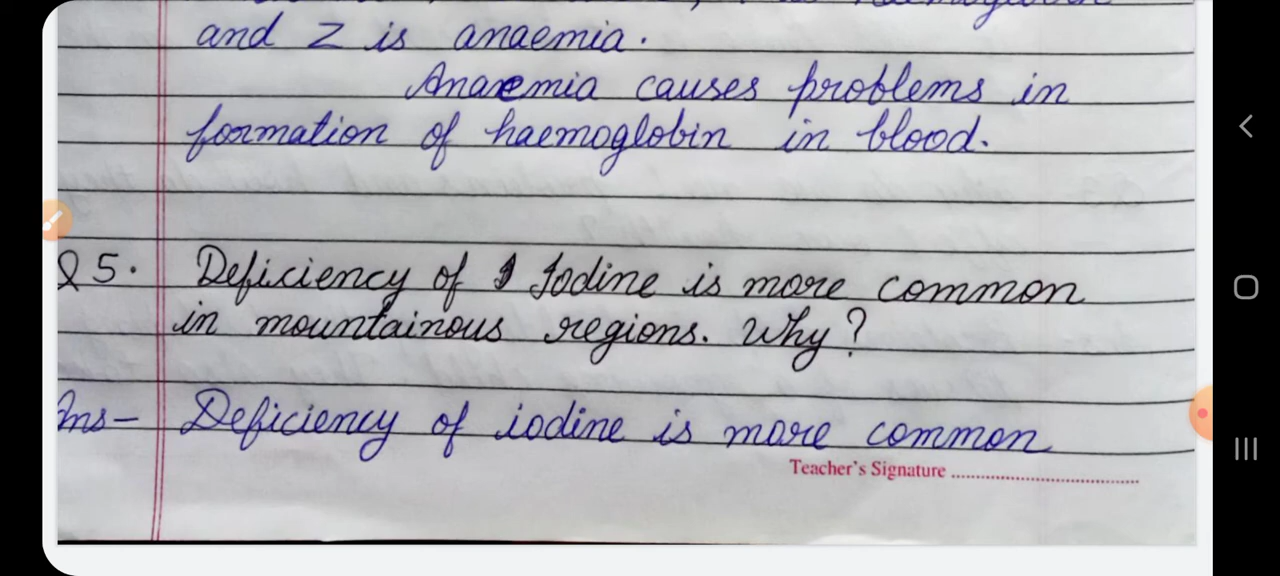 and Z is anaemia.
Anaemia causes problems in
formation of haemoglobin in blood.
Q5. Deficiency of Iodine is more common
in mountainous regions. Why?
Ans- Deficiency of iodine is more common
Teacher's Signature